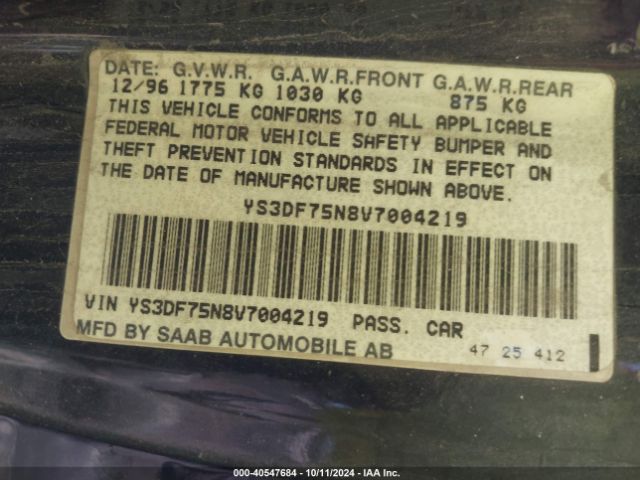 DATE: G.V.W.R. G.A.W.R.FRONT G.A.W.R.REAR
12/96 1775 KG 1030 KG 875 KG
THIS VEHICLE CONFORMS TO ALL APPLICABLE
FEDERAL MOTOR VEHICLE SAFETY BUMPER AND
THEFT PREVENTION STANDARDS IN EFFECT ON
THE DATE OF MANUFACTURE SHOWN ABOVE.
YS3DF75N8V7004219
VIN YS3DF75N8V7004219 PASS. CAR
MFD BY SAAB AUTOMOBILE AB 47 25 412
000-40547684 - 10/11/2024 - IAA Inc.